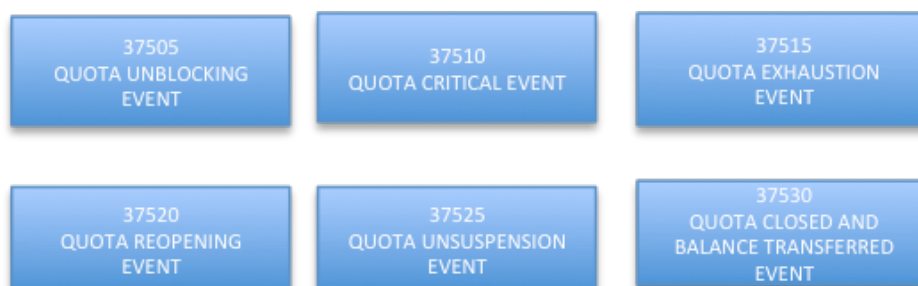 37505
QUOTA UNBLOCKING
EVENT
37510
QUOTA CRITICAL EVENT
37515
QUOTA EXHAUSTION
EVENT
37520
QUOTA REOPENING
EVENT
37525
QUOTA UNSUSPENSION
EVENT
37530
QUOTA CLOSED AND
BALANCE TRANSFERRED
EVENT